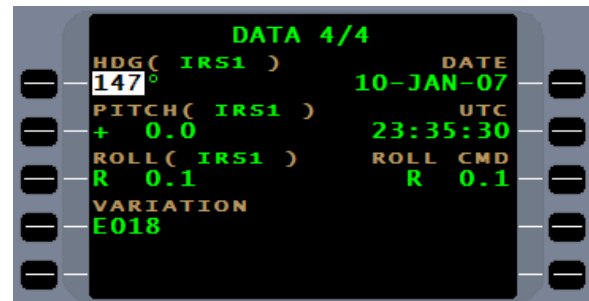 DATA 4/4
HDG( IRS1 ) DATE
147° 10-JAN-07
PITCH( IRS1 ) UTC
+ 0.0 23:35:30
ROLL( IRS1 ) ROLL CMD
R 0.1 R 0.1
VARIATION
E018